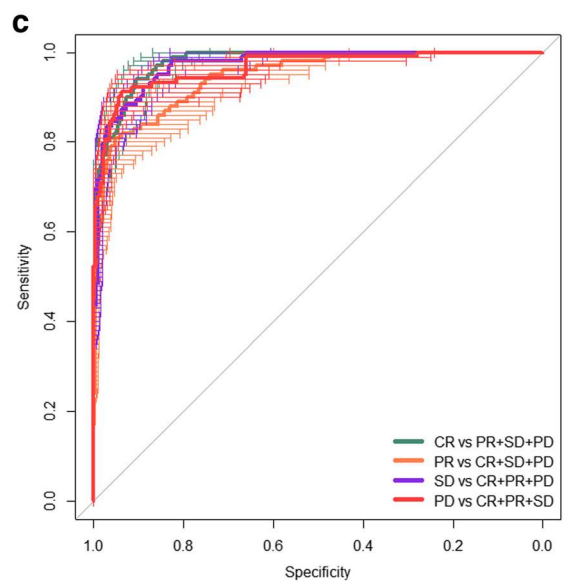 c
1.0
0.8
0.6
0.4
0.2
0.0
Sensitivity
CR vs PR+SD+PD
PR vs CR+SD+PD
SD vs CR+PR+PD
PD vs CR+PR+SD
1.0 0.8 0.6 0.4 0.2 0.0
Specificity